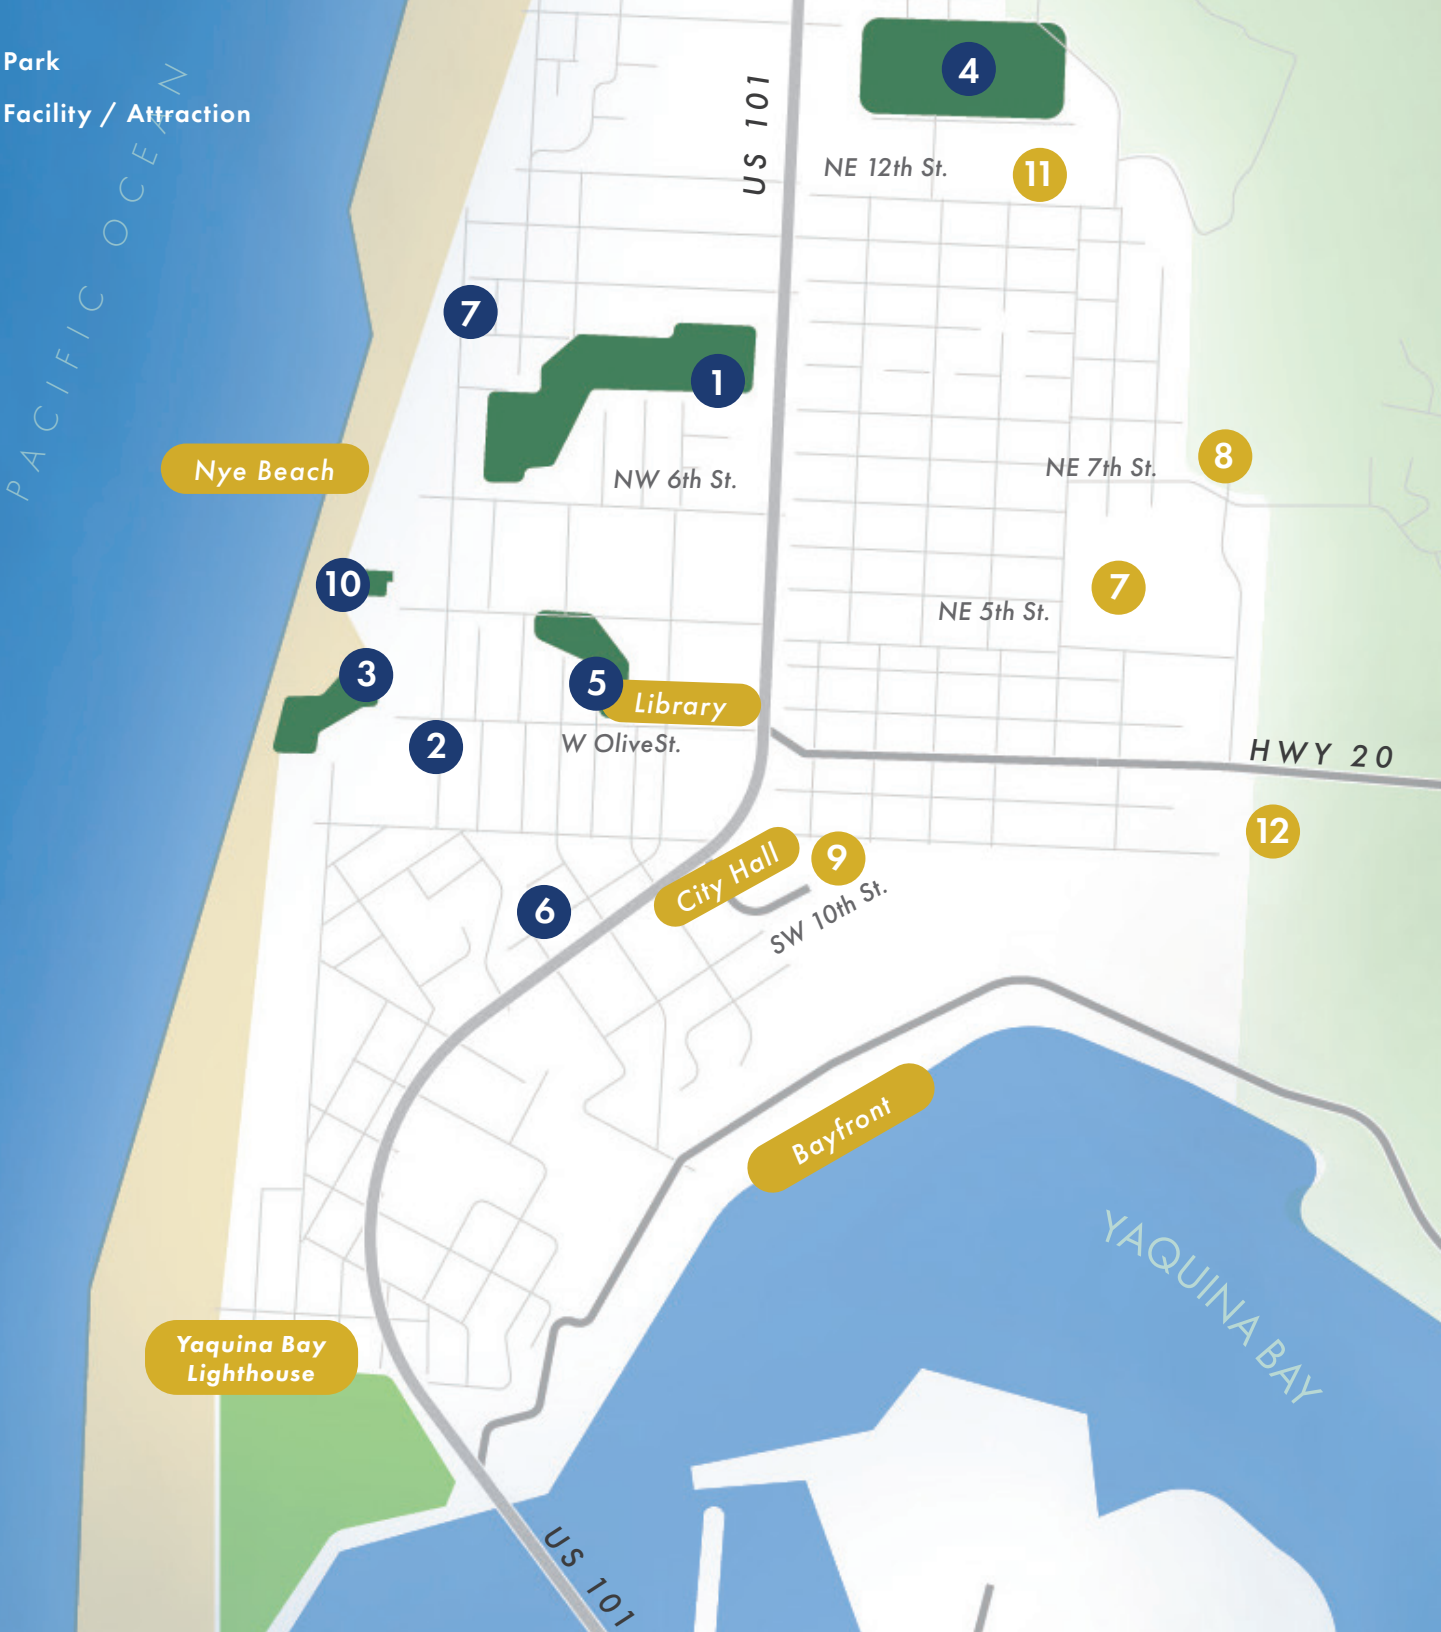 Park
Facility / Attraction
PACIFIC OCEAN
US 101
4
NE 12th St.
11
7
1
Nye Beach
NW 6th St.
NE 7th St.
8
10
7
NE 5th St.
3
5
Library
2
W OliveSt.
HWY 20
12
City Hall
9
SW 10th St.
6
Bayfront
YAQUINA BAY
Yaquina Bay
Lighthouse
US 101